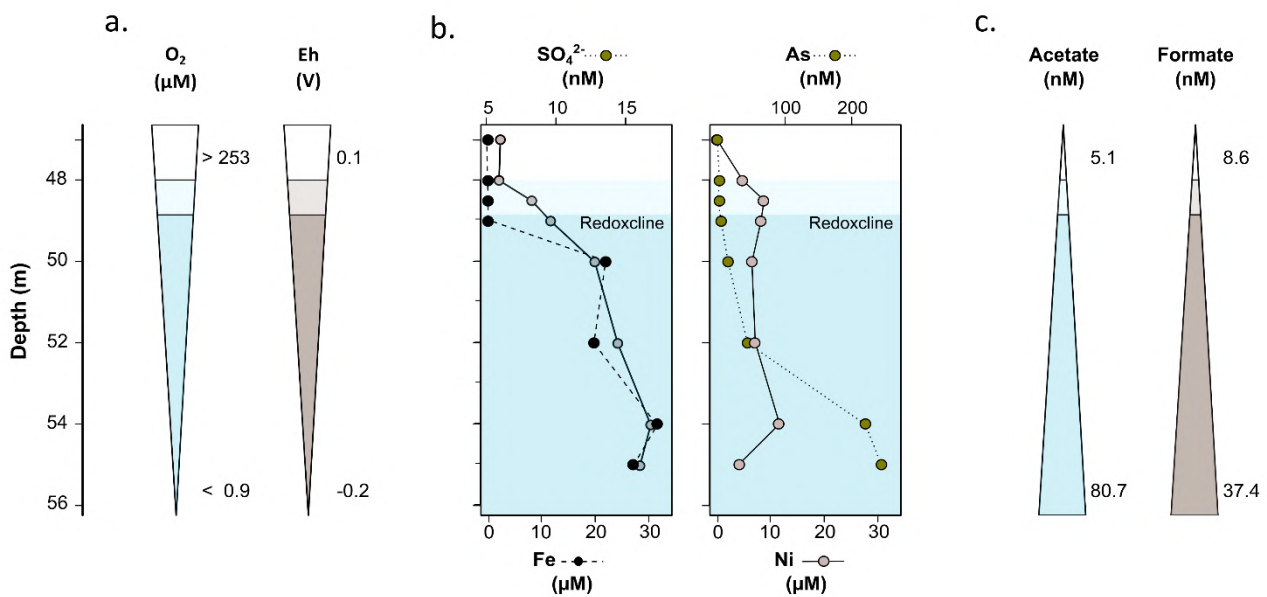 a.
O₂
(µM)
Eh
(V)
> 253
0.1
< 0.9
-0.2
Depth (m)
48
50
52
54
56
b.
SO₄²⁻
(nM)
5 10 15
Redoxcline
0 10 20 30
Fe
(µM)
As
(nM)
100 200
Redoxcline
0 10 20 30
Ni
(µM)
c.
Acetate
(nM)
Formate
(nM)
5.1
8.6
80.7
37.4